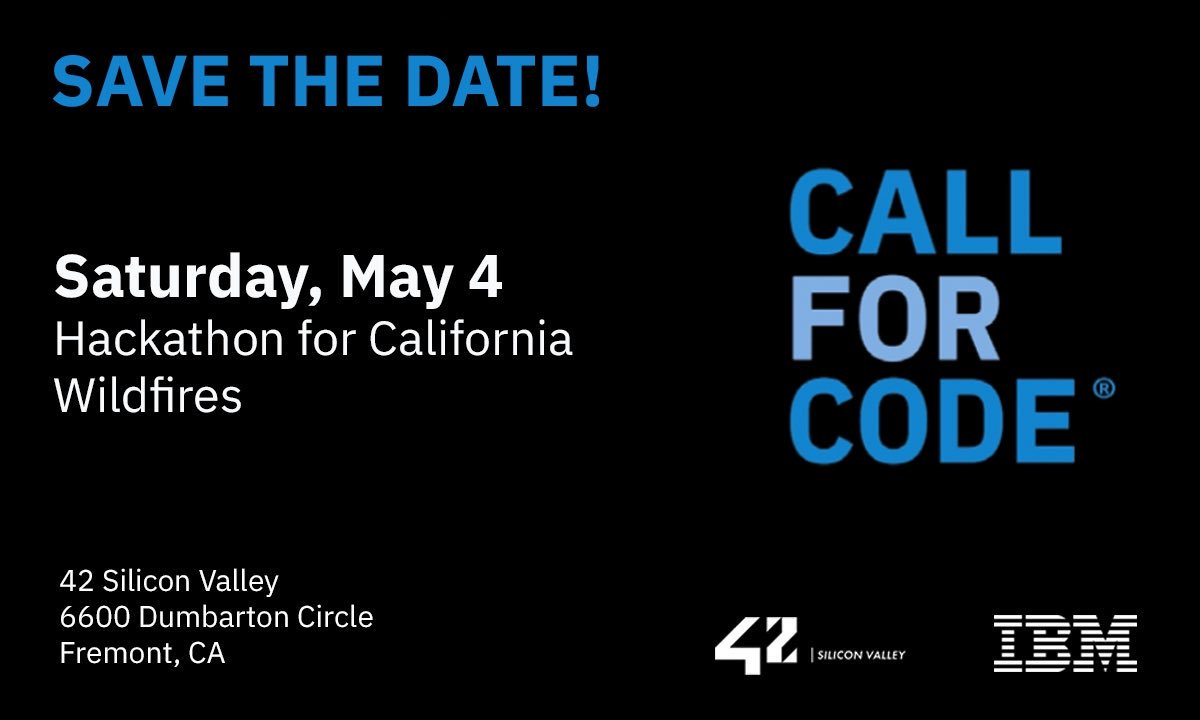 SAVE THE DATE!
Saturday, May 4
Hackathon for California
Wildfires
CALL
FOR
CODE ®
42 Silicon Valley
6600 Dumbarton Circle
Fremont, CA
42 | SILICON VALLEY
IBM